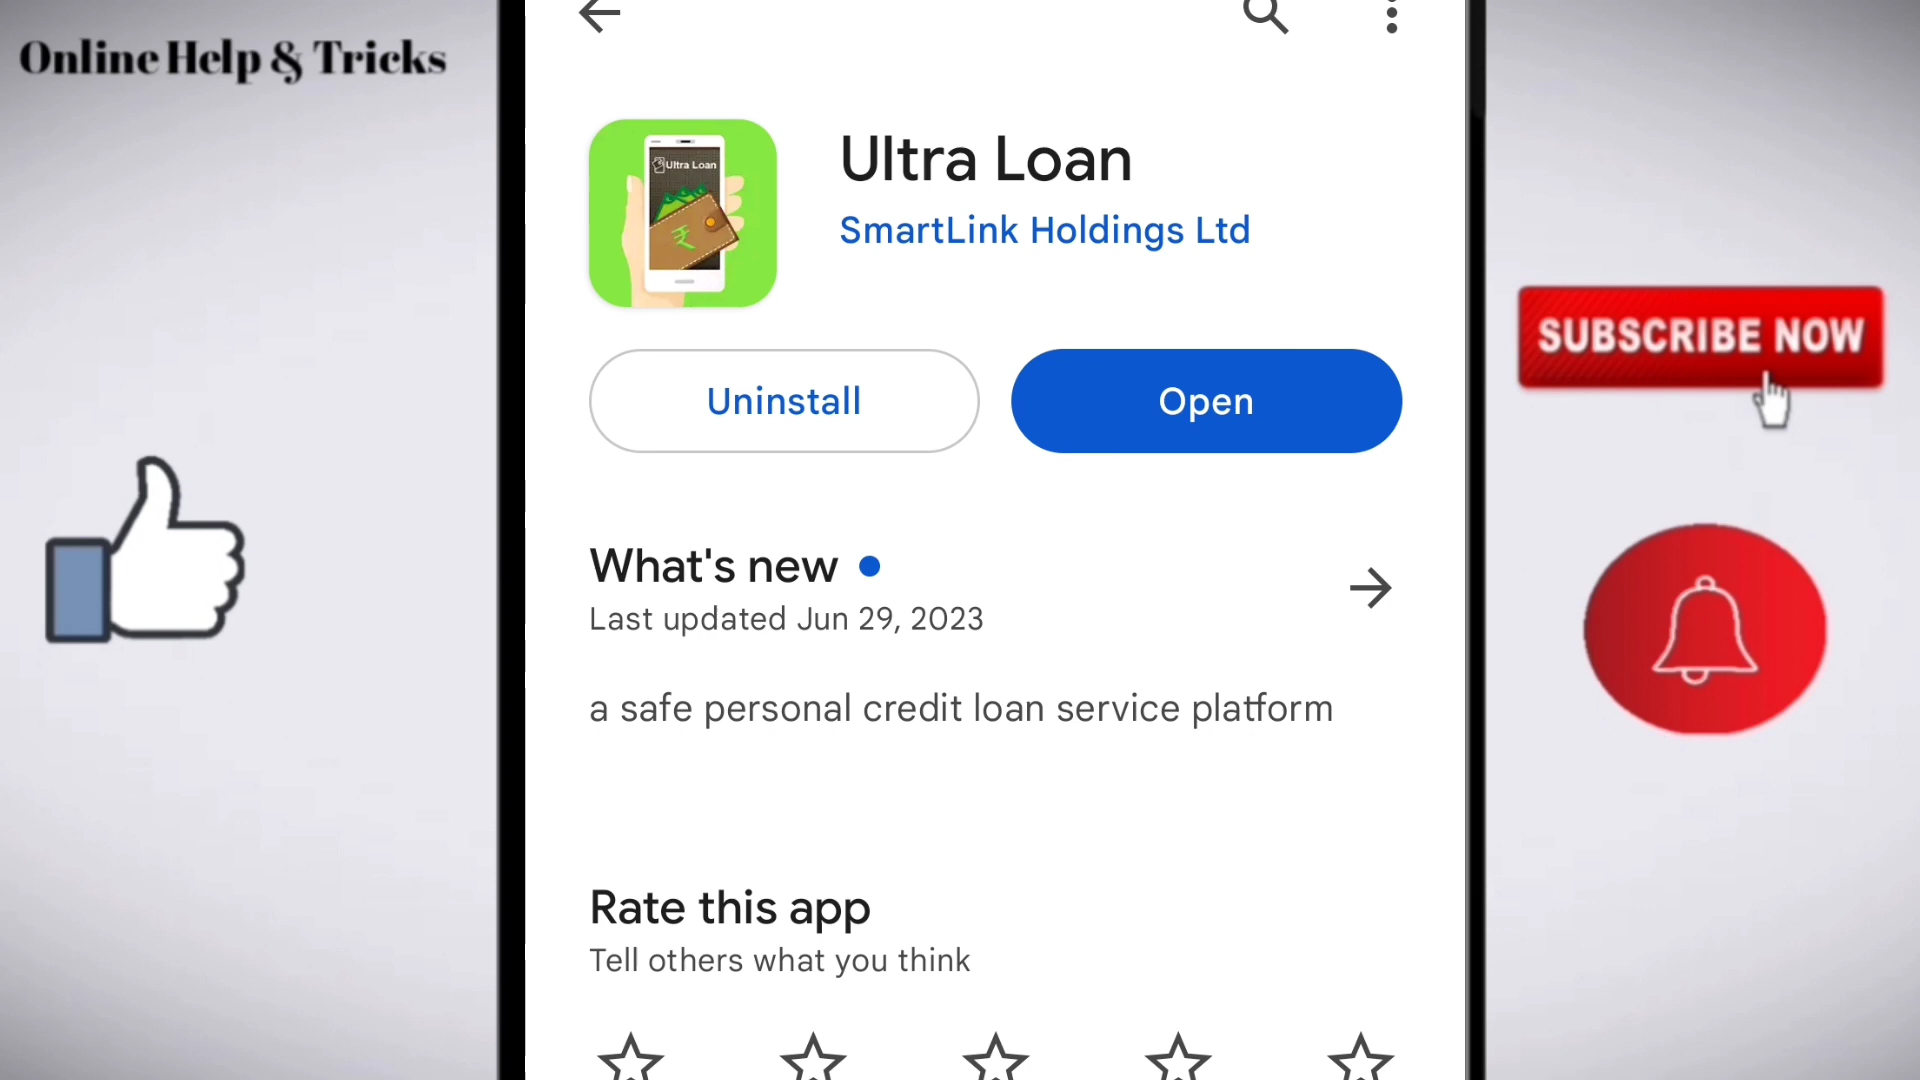 Online Help & Tricks
Ultra Loan
Ultra Loan
SmartLink Holdings Ltd
SUBSCRIBE NOW
Uninstall
Open
What's new
Last updated Jun 29, 2023
a safe personal credit loan service platform
Rate this app
Tell others what you think